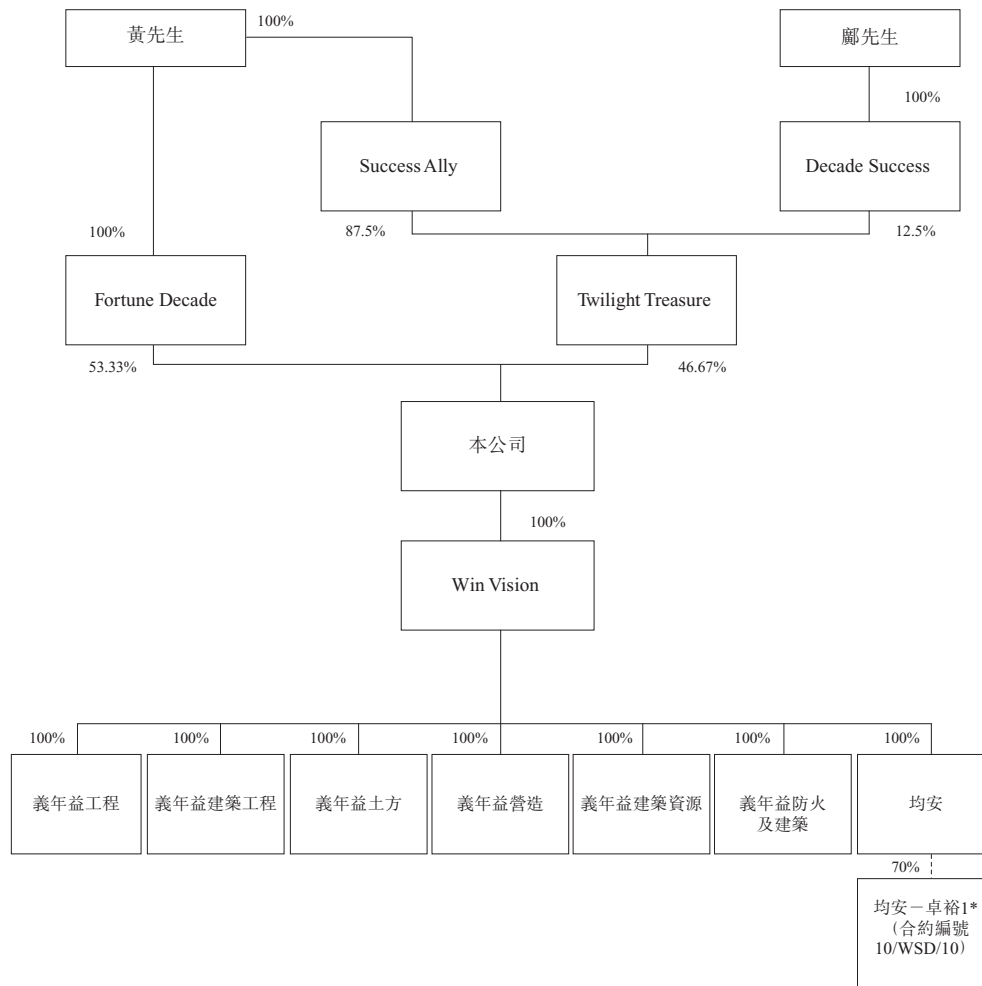 黃先生
100%
鄺先生
100%
Success Ally
Decade Success
100%
87.5%
12.5%
Fortune Decade
Twilight Treasure
53.33%
46.67%
本公司
100%
Win Vision
100%
100%
100%
100%
100%
100%
100%
義年益工程
義年益建築工程
義年益土方
義年益營造
義年益建築資源
義年益防火
及建築
均安
70%
均安－卓裕1*
（合約編號
10/WSD/10）